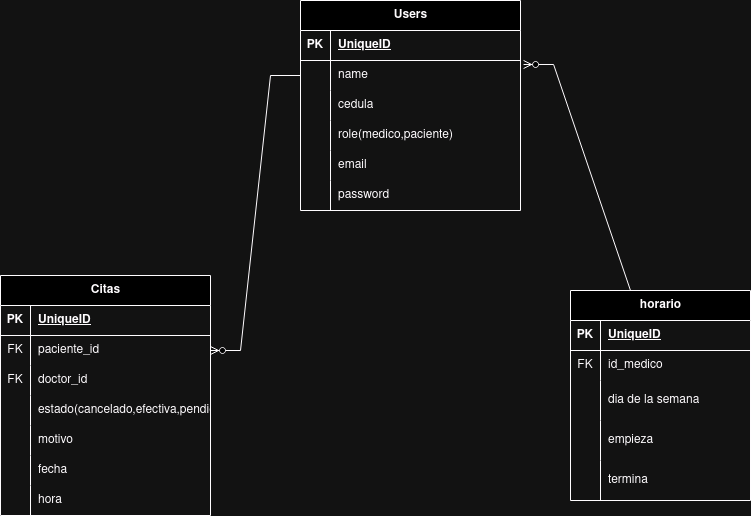 Users
PK UniqueID
name
cedula
role(medico,paciente)
email
password
Citas
PK UniqueID
FK paciente_id
FK doctor_id
estado(cancelado,efectiva,pendi
motivo
fecha
hora
horario
PK UniqueID
FK id_medico
dia de la semana
empieza
termina